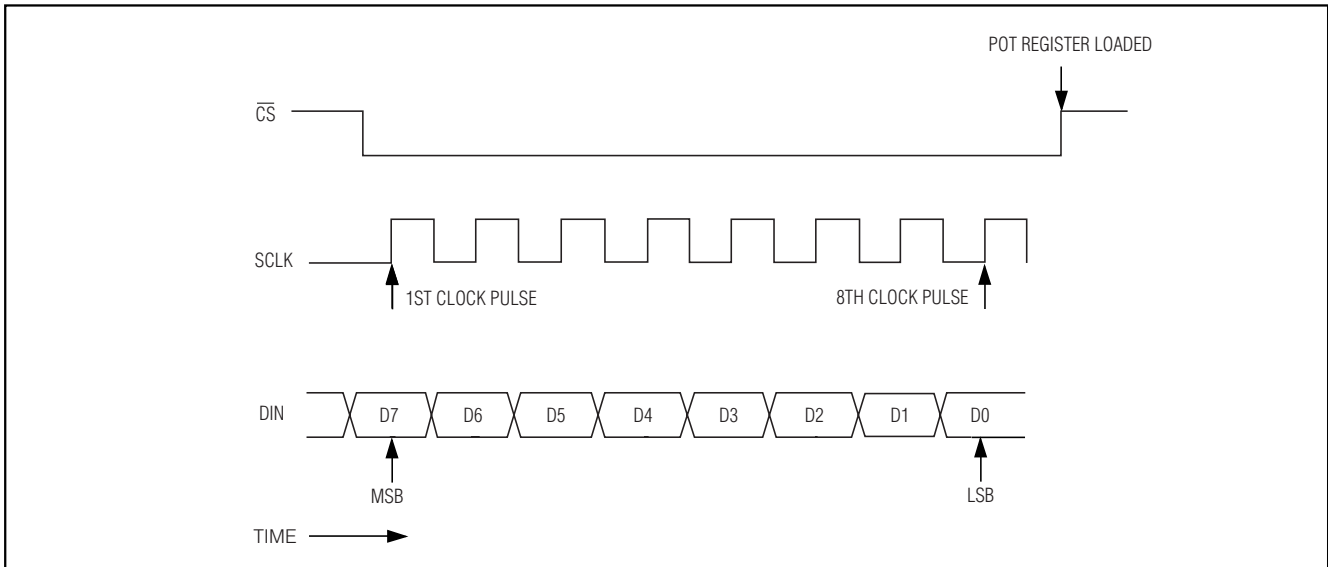 POT REGISTER LOADED
C̅S̅
SCLK
1ST CLOCK PULSE
8TH CLOCK PULSE
DIN
D7
D6
D5
D4
D3
D2
D1
D0
MSB
LSB
TIME